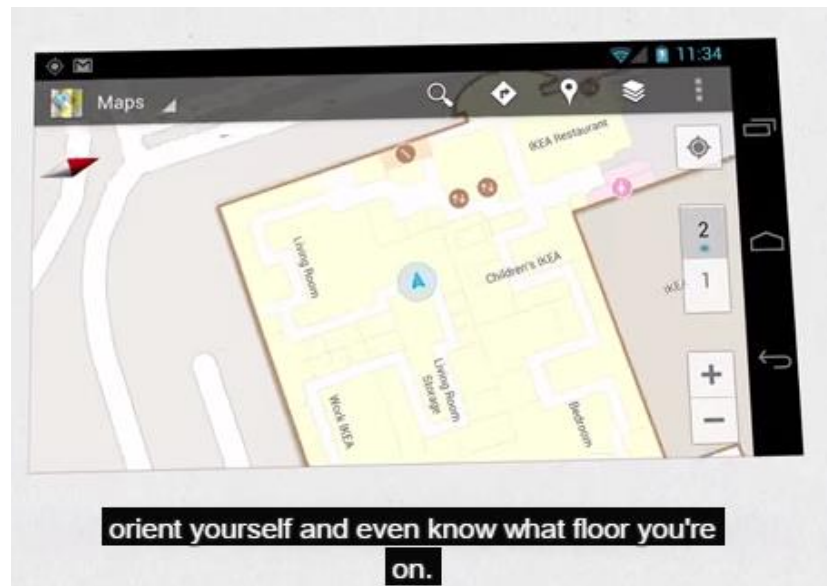 11:34
Maps
IKEA Restaurant
2
Living Room
Children's IKEA
1
Living Room
Storage
Work IKEA
Bedroom
+
−
orient yourself and even know what floor you're
on.